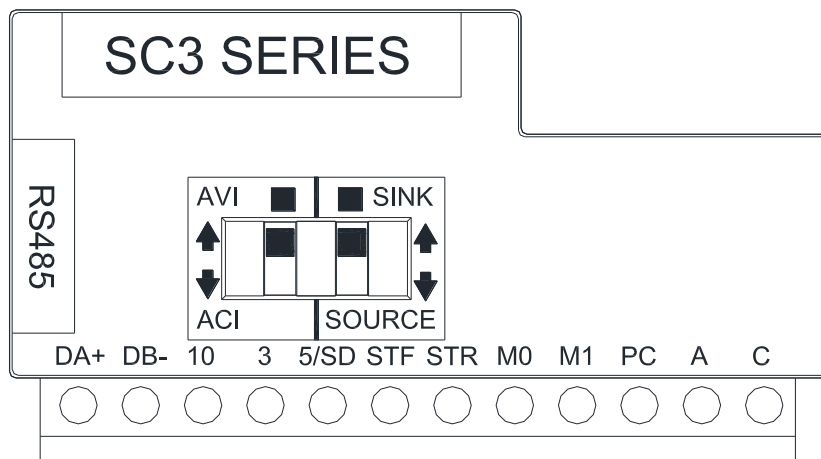 SC3 SERIES
RS485
AVI SINK
ACI SOURCE
DA+ DB- 10 3 5/SD STF STR M0 M1 PC A C